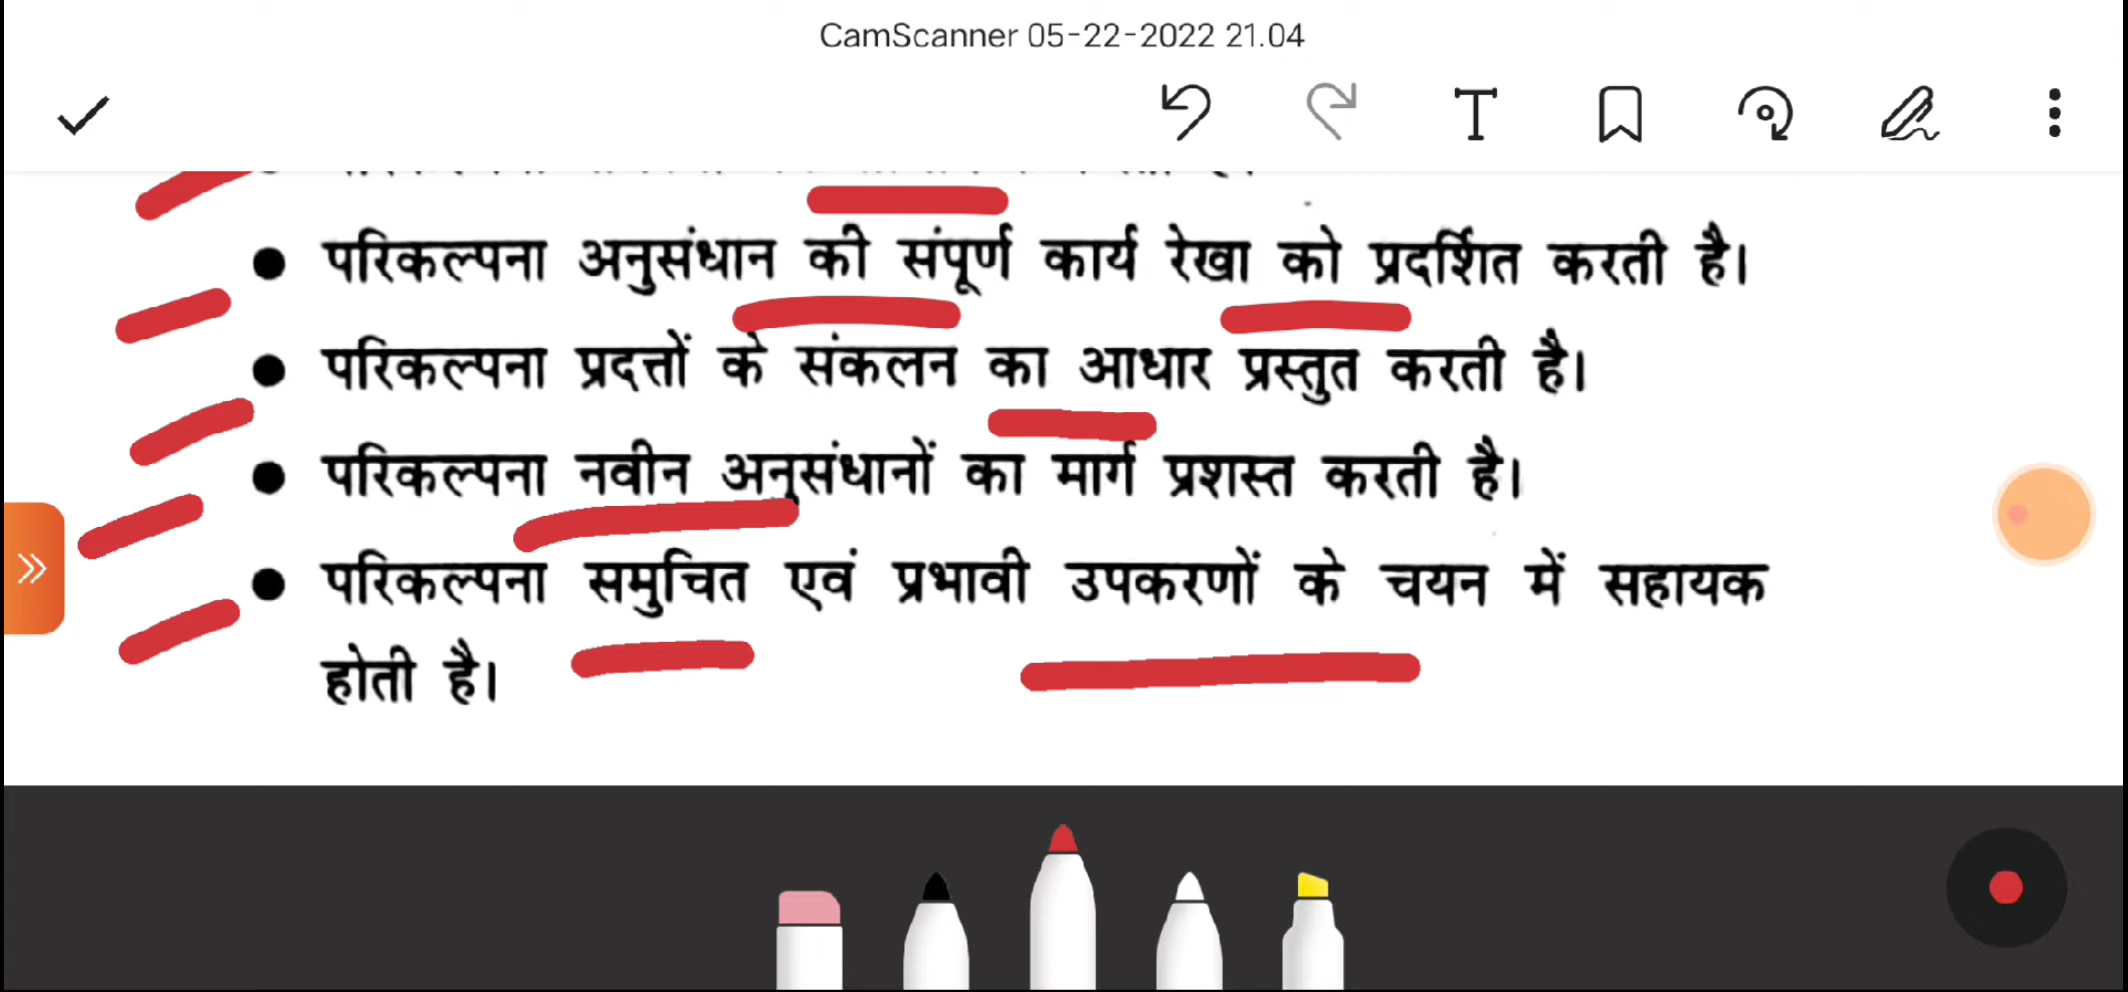 CamScanner 05-22-2022 21.04
T
● परिकल्पना अनुसंधान की संपूर्ण कार्य रेखा को प्रदर्शित करती है।
● परिकल्पना प्रदत्तों के संकलन का आधार प्रस्तुत करती है।
● परिकल्पना नवीन अनुसंधानों का मार्ग प्रशस्त करती है।
● परिकल्पना समुचित एवं प्रभावी उपकरणों के चयन में सहायक
होती है।